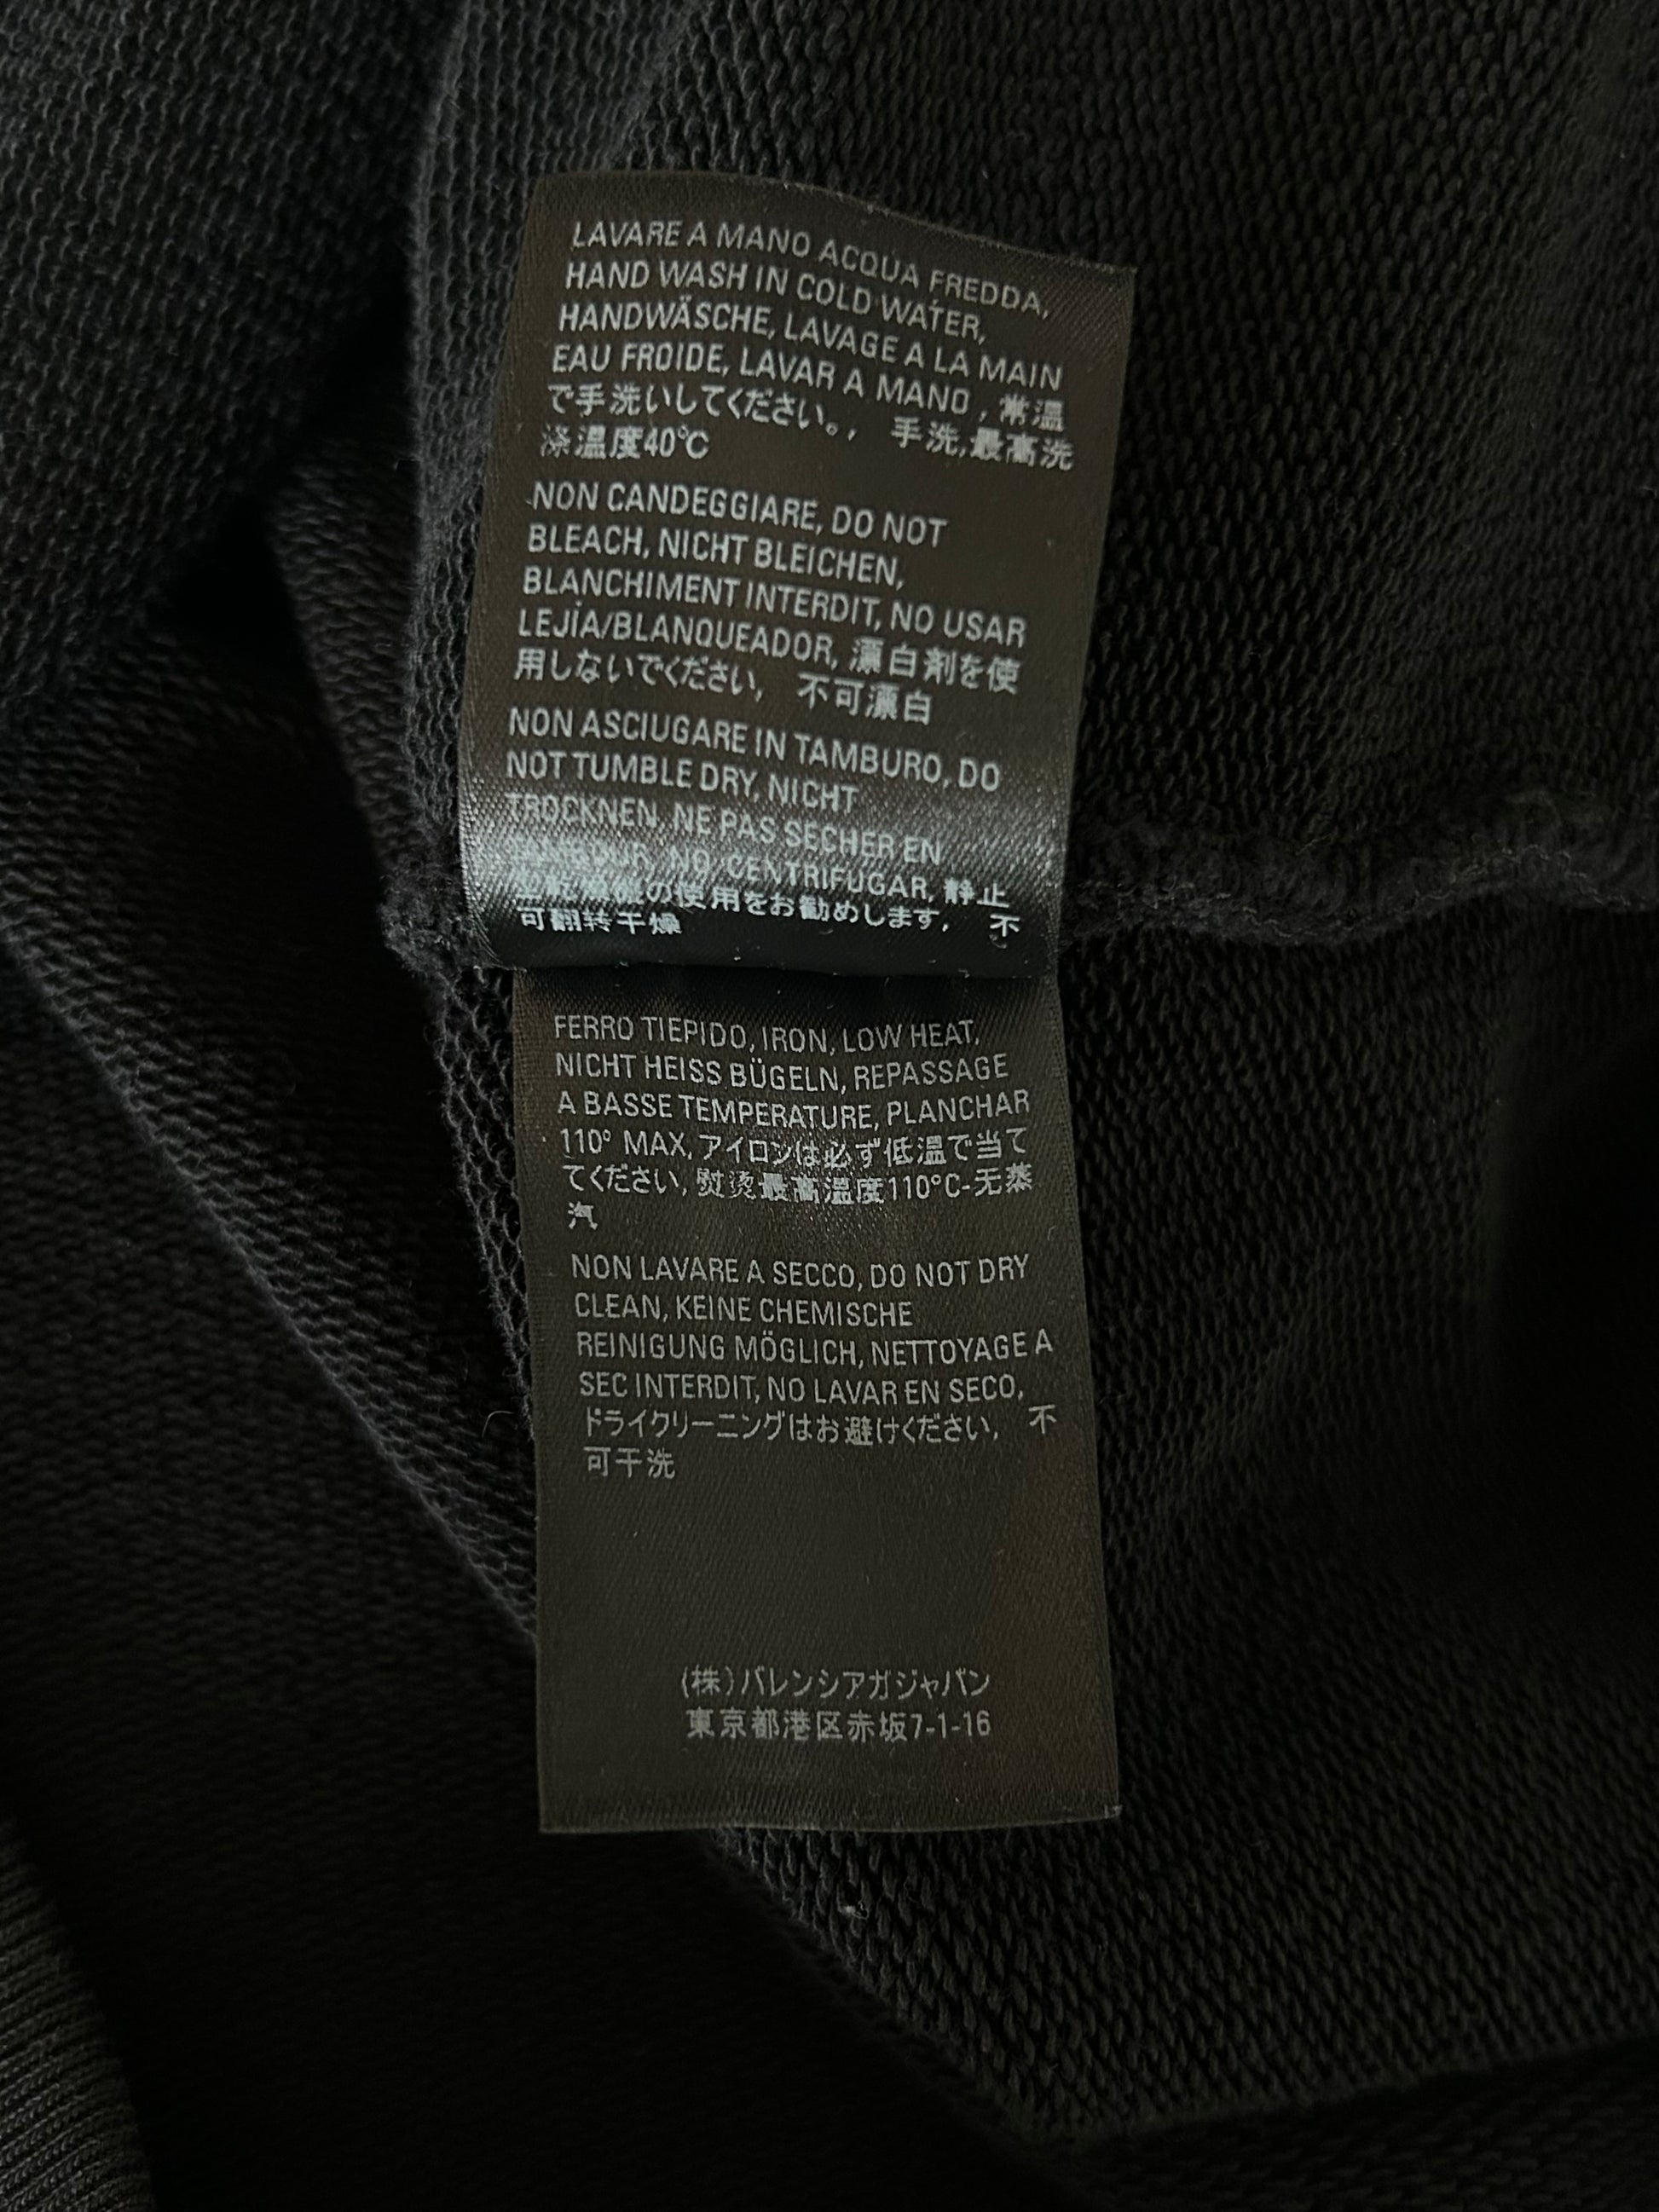 LAVARE A MANO ACQUA FREDDA,
HAND WASH IN COLD WATER,
HANDWÄSCHE, LAVAGE A LA MAIN
EAU FROIDE, LAVAR A MANO , 常温
で手洗いしてください。, 手洗,最高洗
涤温度40°C
NON CANDEGGIARE, DO NOT
BLEACH, NICHT BLEICHEN,
BLANCHIMENT INTERDIT, NO USAR
LEJÍA/BLANQUEADOR, 漂白剤を使
用しないでください, 不可漂白
NON ASCIUGARE IN TAMBURO, DO
NOT TUMBLE DRY, NICHT
TROCKNEN, NE PAS SECHER EN
NO CENTRIFUGAR, 静止
の使用をお勧めします, 不
可翻转干燥
FERRO TIEPIDO, IRON, LOW HEAT,
NICHT HEISS BÜGELN, REPASSAGE
A BASSE TEMPERATURE, PLANCHAR
110° MAX, アイロンは必ず低温で当て
てください, 熨烫最高温度110°C-无蒸
汽
NON LAVARE A SECCO, DO NOT DRY
CLEAN, KEINE CHEMISCHE
REINIGUNG MÖGLICH, NETTOYAGE A
SEC INTERDIT, NO LAVAR EN SECO,
ドライクリーニングはお避けください, 不
可干洗
(株)バレンシアガジャパン
東京都港区赤坂7-1-16